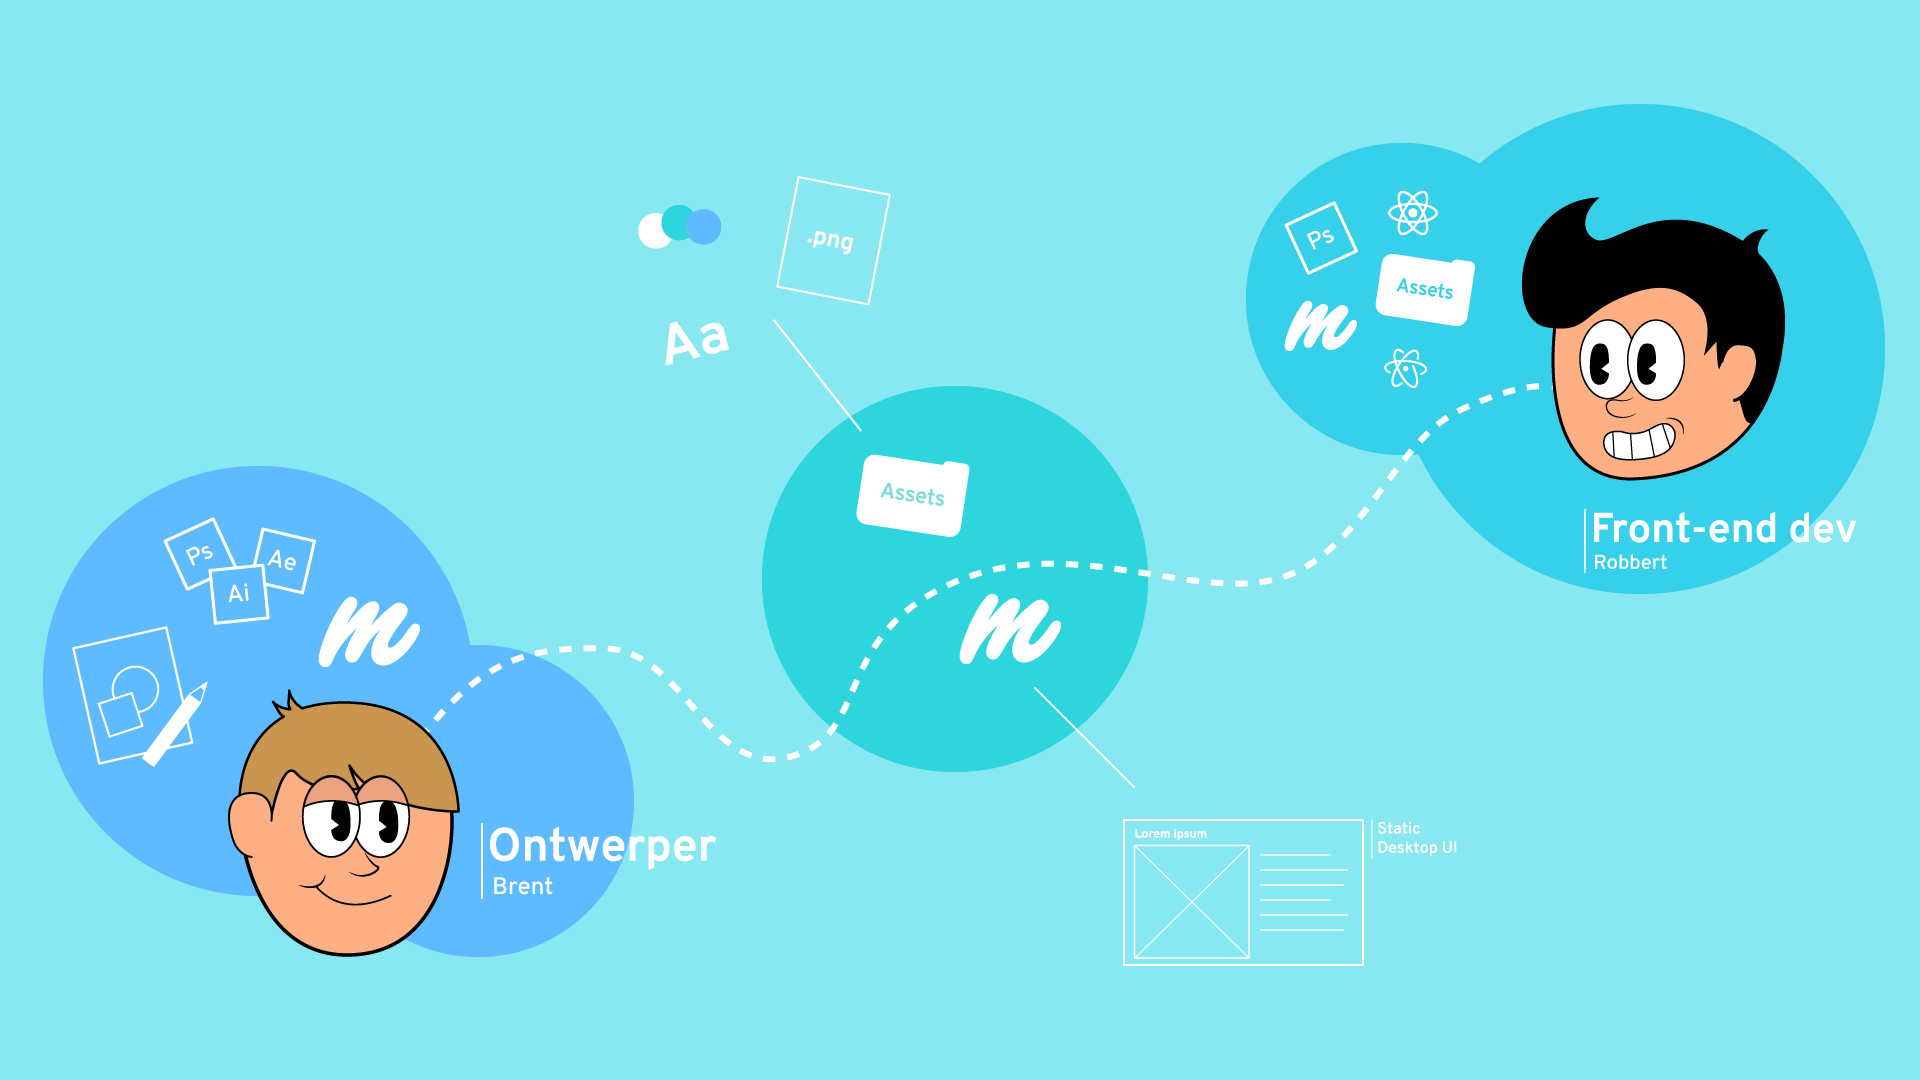 .png
Aa
Ps
Assets
Assets
Ps
Ae
Ai
Front-end dev
Robbert
Ontwerper
Brent
Lorem ipsum
Static
Desktop UI